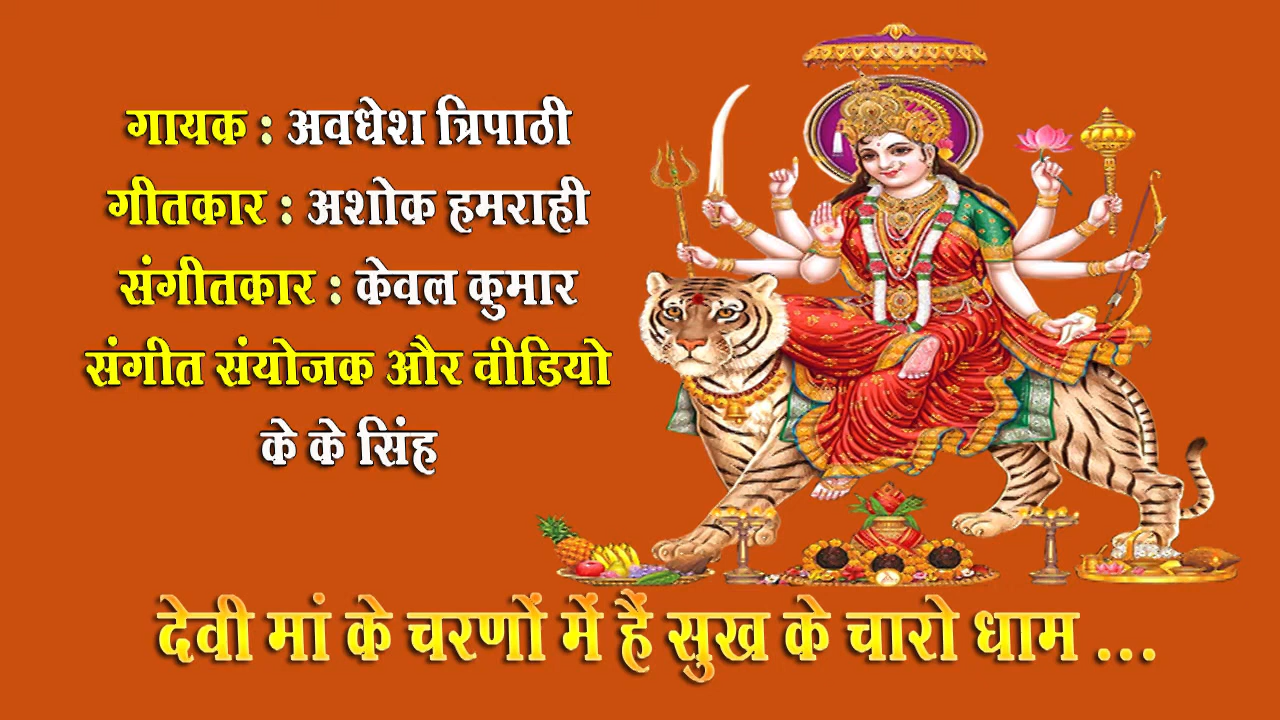 गायक : अवधेश त्रिपाठी
गीतकार : अशोक हमराही
संगीतकार : केवल कुमार
संगीत संयोजक और वीडियो
के के सिंह
देवी मां के चरणों में हैं सुख के चारो धाम ...